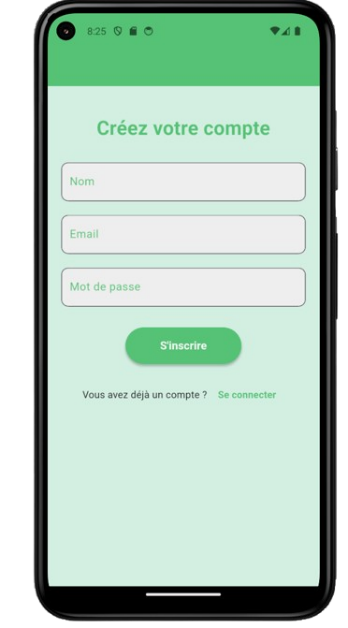 8:25
Créez votre compte
Nom
Email
Mot de passe
S'inscrire
Vous avez déjà un compte ? Se connecter